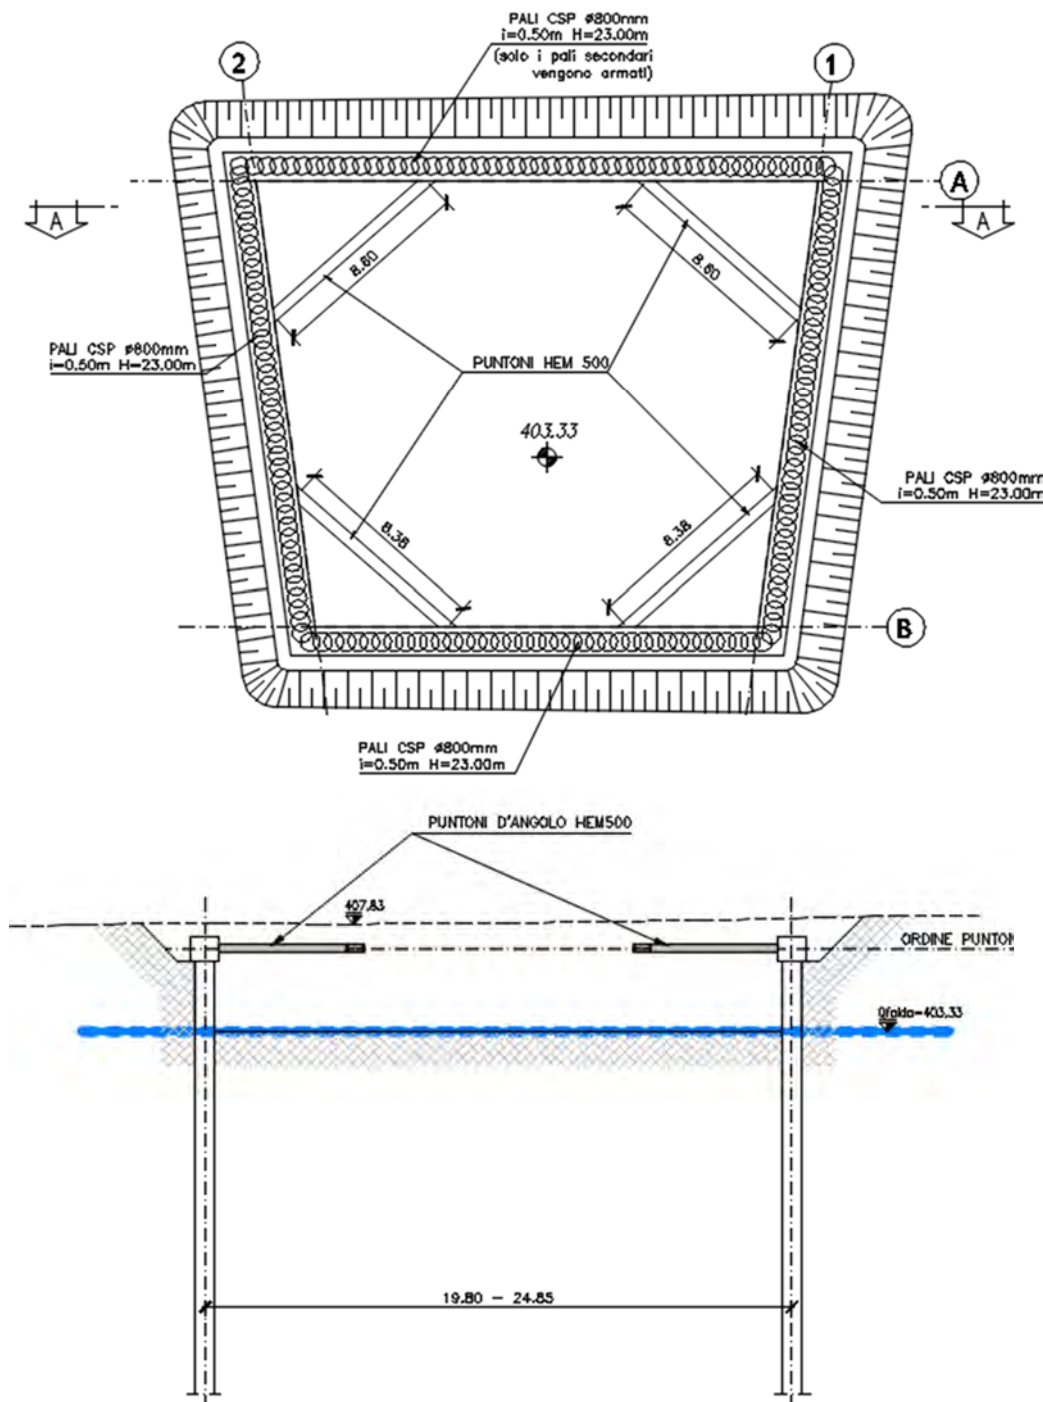 PALI CSP ø800mm
i=0.50m H=23.00m
(solo i pali secondari
vengono armati)
2
1
A
A
A
8.60
8.60
PALI CSP ø800mm
i=0.50m H=23.00m
PUNTONI HEM 500
403.33
PALI CSP ø800mm
i=0.50m H=23.00m
8.38
8.38
B
PALI CSP ø800mm
i=0.50m H=23.00m
PUNTONI D'ANGOLO HEM500
407.83
ORDINE PUNTON
Qfalda=403.33
19.80 - 24.85